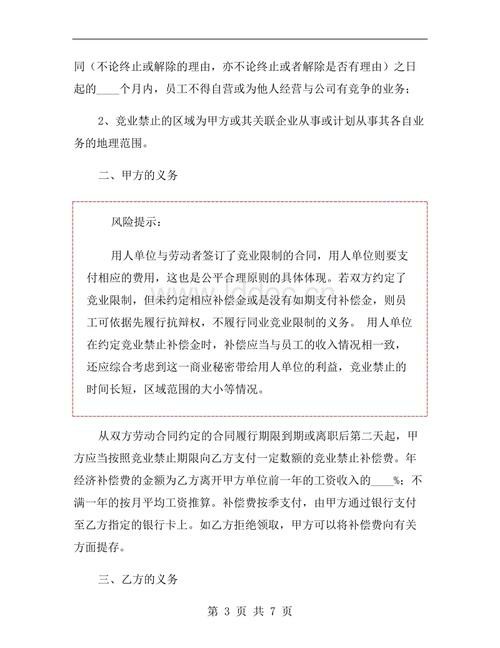 同（不论终止或解除的理由，亦不论终止或者解除是否有理由）之日
起的____个月内，员工不得自营或为他人经营与公司有竞争的业务；
2、竞业禁止的区域为甲方或其关联企业从事或计划从事其各自业
务的地理范围。
二、甲方的义务
风险提示：
用人单位与劳动者签订了竞业限制的合同，用人单位则要支
付相应的费用，这也是公平合理原则的具体体现。若双方约定了
竞业限制，但未约定相应补偿金或是没有如期支付补偿金，则员
工可依据先履行抗辩权，不履行同业竞业限制的义务。 用人单位
在约定竞业禁止补偿金时，补偿应当与员工的收入情况相一致，
还应综合考虑到这一商业秘密带给用人单位的利益，竞业禁止的
时间长短，区域范围的大小等情况。
从双方劳动合同约定的合同履行期限到期或离职后第二天起，甲
方应当按照竞业禁止期限向乙方支付一定数额的竞业禁止补偿费。年
经济补偿费的金额为乙方离开甲方单位前一年的工资收入的____%；不
满一年的按月平均工资推算。补偿费按季支付，由甲方通过银行支付
至乙方指定的银行卡上。如乙方拒绝领取，甲方可以将补偿费向有关
方面提存。
三、乙方的义务
第 3 页 共 7 页